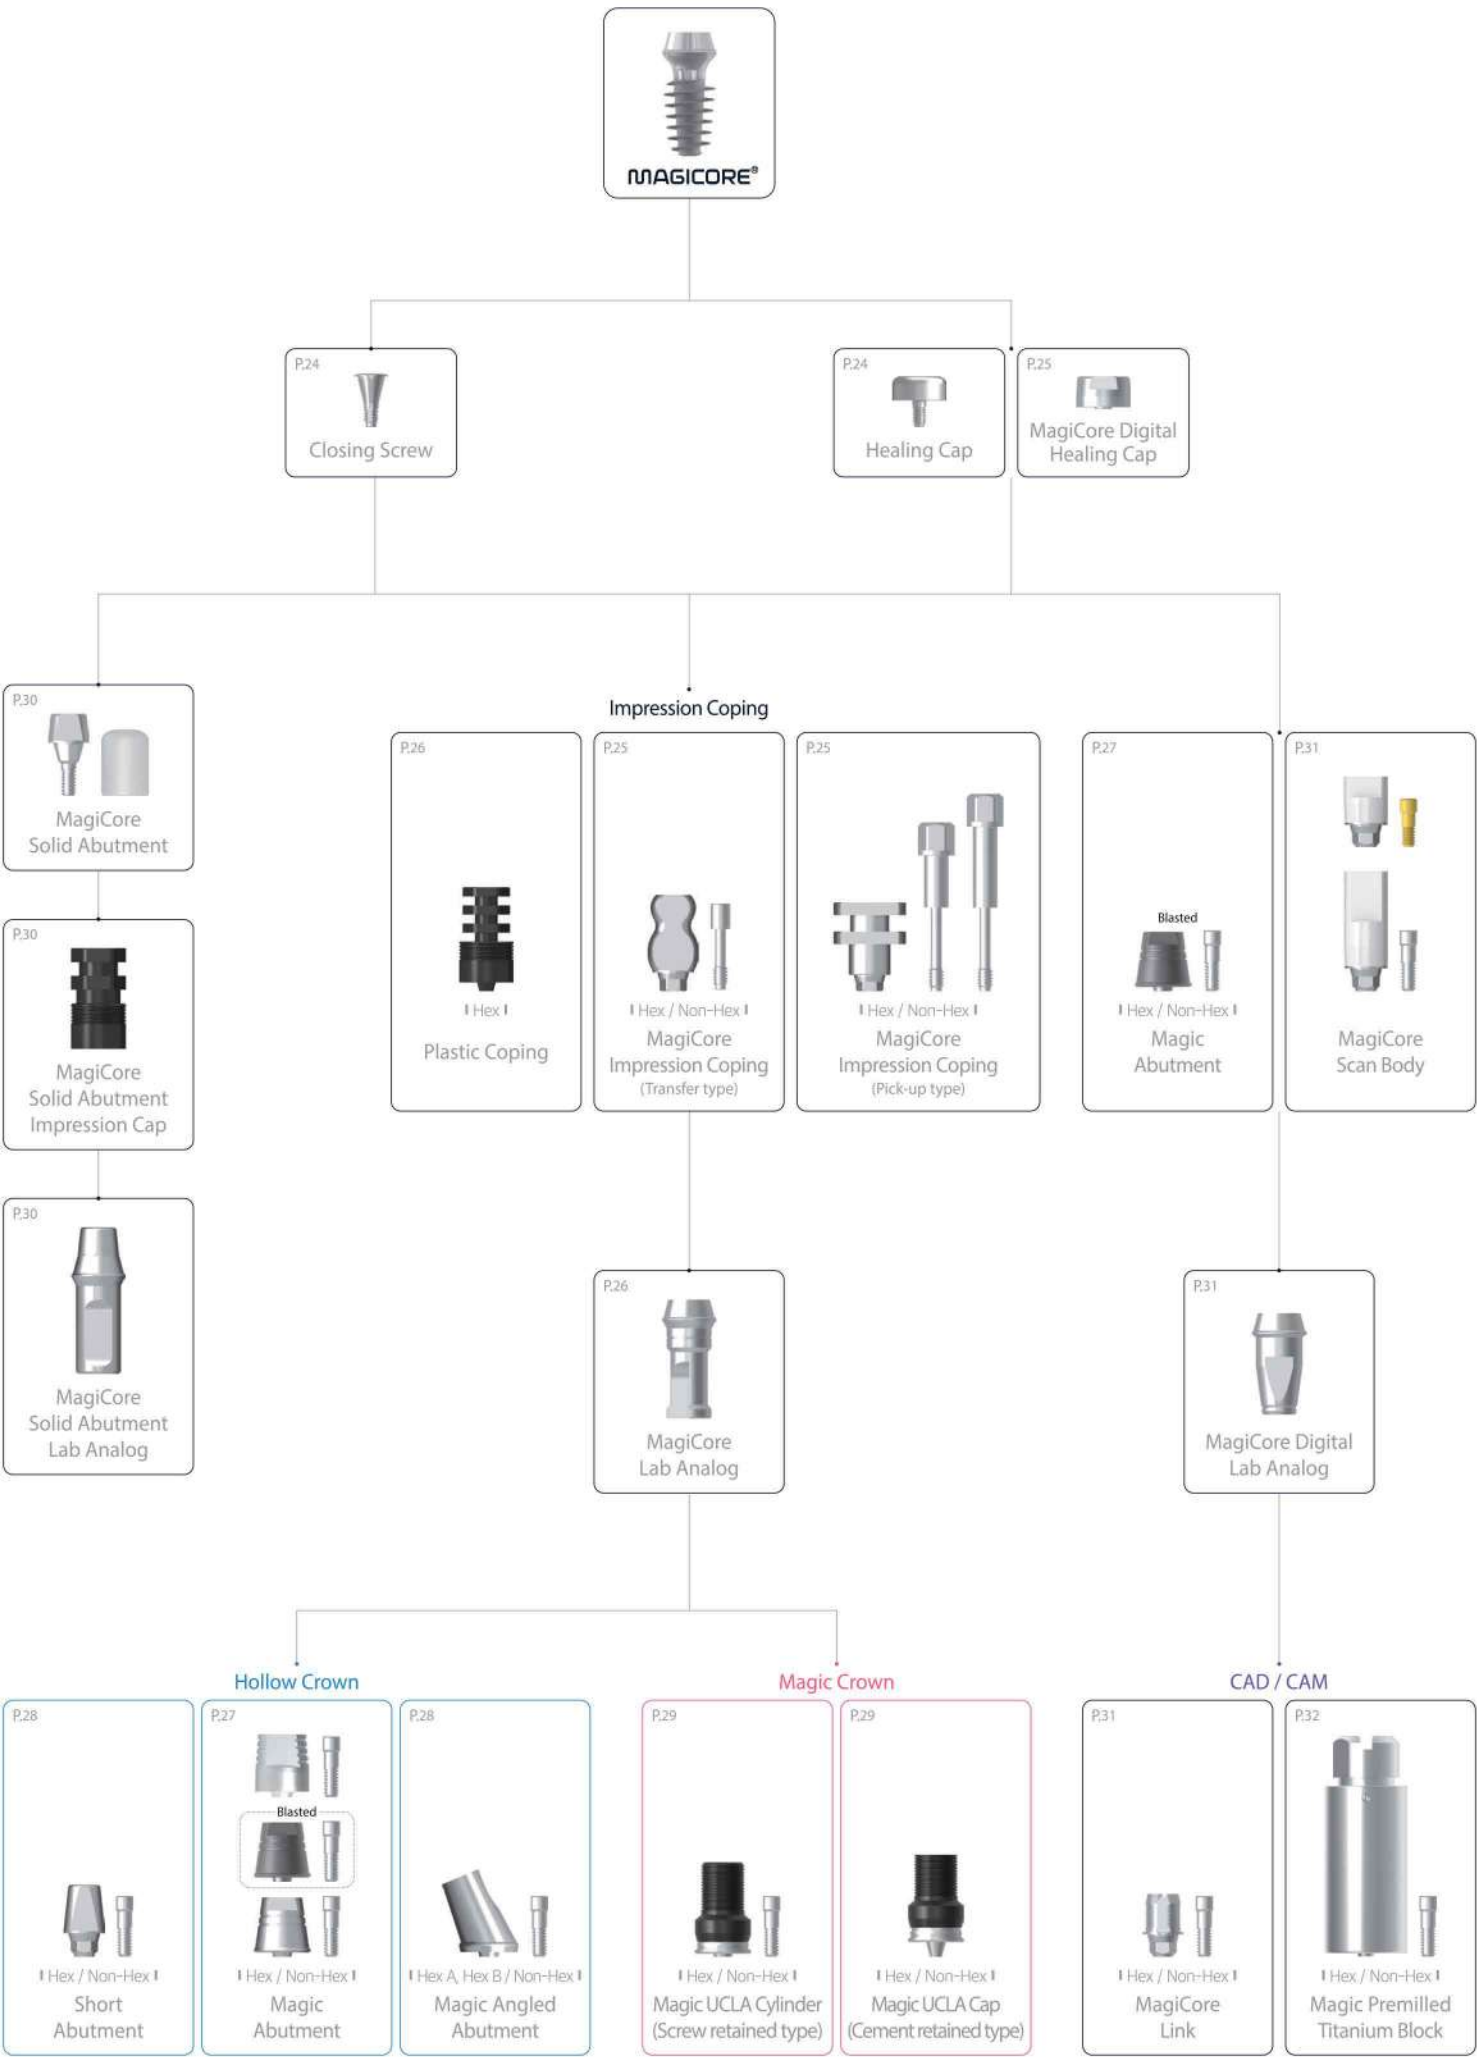 MAGICORE®
P.24
Closing Screw
P.24
Healing Cap
P.25
MagiCore Digital
Healing Cap
P.30
MagiCore
Solid Abutment
P.30
MagiCore
Solid Abutment
Impression Cap
P.30
MagiCore
Solid Abutment
Lab Analog
Impression Coping
P.26
Hex
Plastic Coping
P.25
Hex / Non-Hex
MagiCore
Impression Coping
(Transfer type)
P.25
Hex / Non-Hex
MagiCore
Impression Coping
(Pick-up type)
P.27
Blasted
Hex / Non-Hex
Magic
Abutment
P.31
MagiCore
Scan Body
P.26
MagiCore
Lab Analog
P.31
MagiCore Digital
Lab Analog
Hollow Crown
P.28
Hex / Non-Hex
Short
Abutment
P.27
Blasted
Hex / Non-Hex
Magic
Abutment
P.28
Hex A, Hex B / Non-Hex
Magic Angled
Abutment
Magic Crown
P.29
Hex / Non-Hex
Magic UCLA Cylinder
(Screw retained type)
P.29
Hex / Non-Hex
Magic UCLA Cap
(Cement retained type)
CAD / CAM
P.31
Hex / Non-Hex
MagiCore
Link
P.32
Hex / Non-Hex
Magic Premilled
Titanium Block